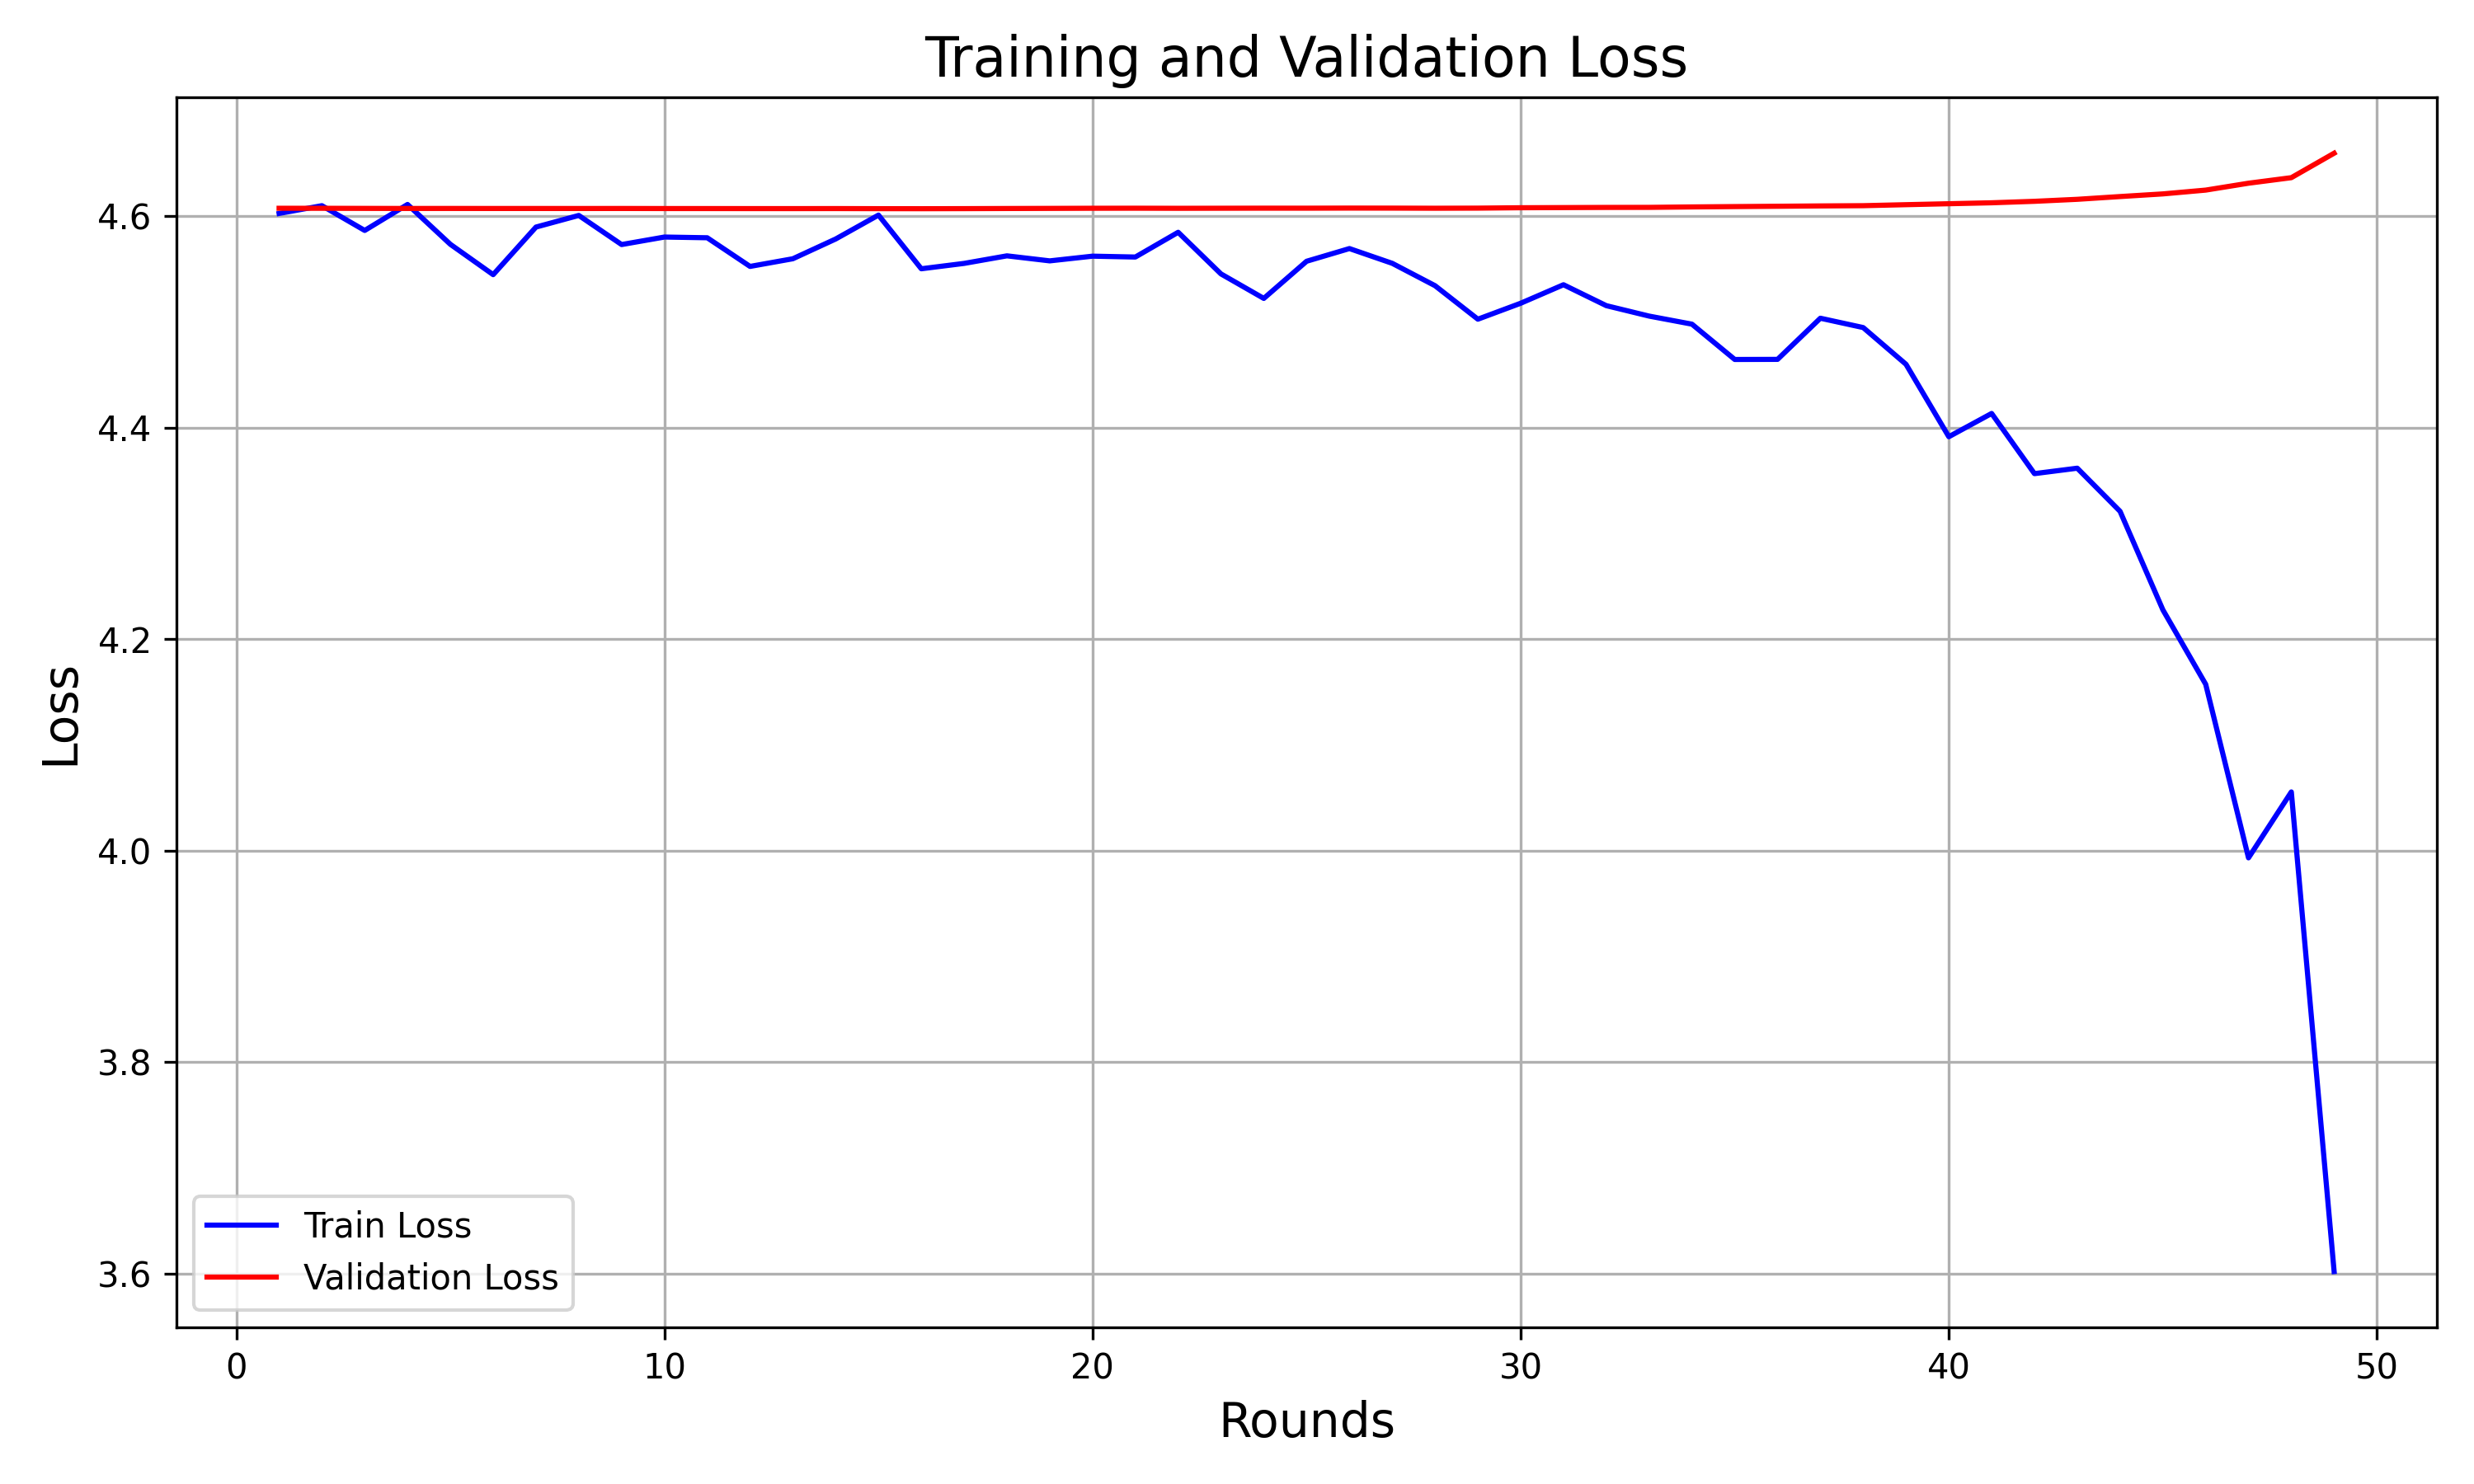 Training and Validation Loss
Loss
4.6
4.4
4.2
4.0
3.8
3.6
Train Loss
Validation Loss
0 10 20 30 40 50
Rounds